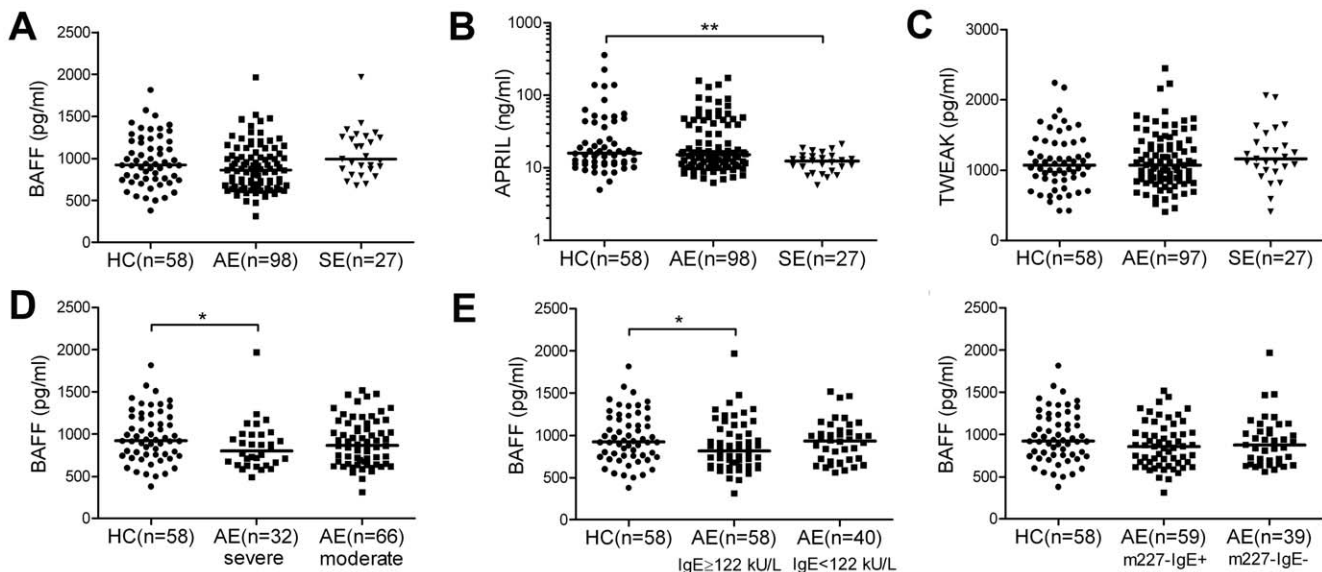 A
BAFF (pg/ml)
2500
2000
1500
1000
500
0
HC(n=58) AE(n=98) SE(n=27)
B
APRIL (ng/ml)
1000
100
10
1
**
HC(n=58) AE(n=98) SE(n=27)
C
TWEAK (pg/ml)
3000
2000
1000
0
HC(n=58) AE(n=97) SE(n=27)
D
BAFF (pg/ml)
2500
2000
1500
1000
500
0
*
HC(n=58) AE(n=32) AE(n=66)
severe moderate
E
BAFF (pg/ml)
2500
2000
1500
1000
500
0
*
HC(n=58) AE(n=58) AE(n=40)
IgE≥122 kU/L IgE<122 kU/L
BAFF (pg/ml)
2500
2000
1500
1000
500
0
HC(n=58) AE(n=59) AE(n=39)
m227-IgE+ m227-IgE-